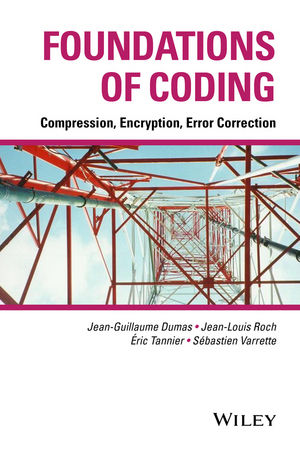 FOUNDATIONS
OF CODING
Compression, Encryption, Error Correction
Jean-Guillaume Dumas • Jean-Louis Roch
Éric Tannier • Sébastien Varrette
WILEY